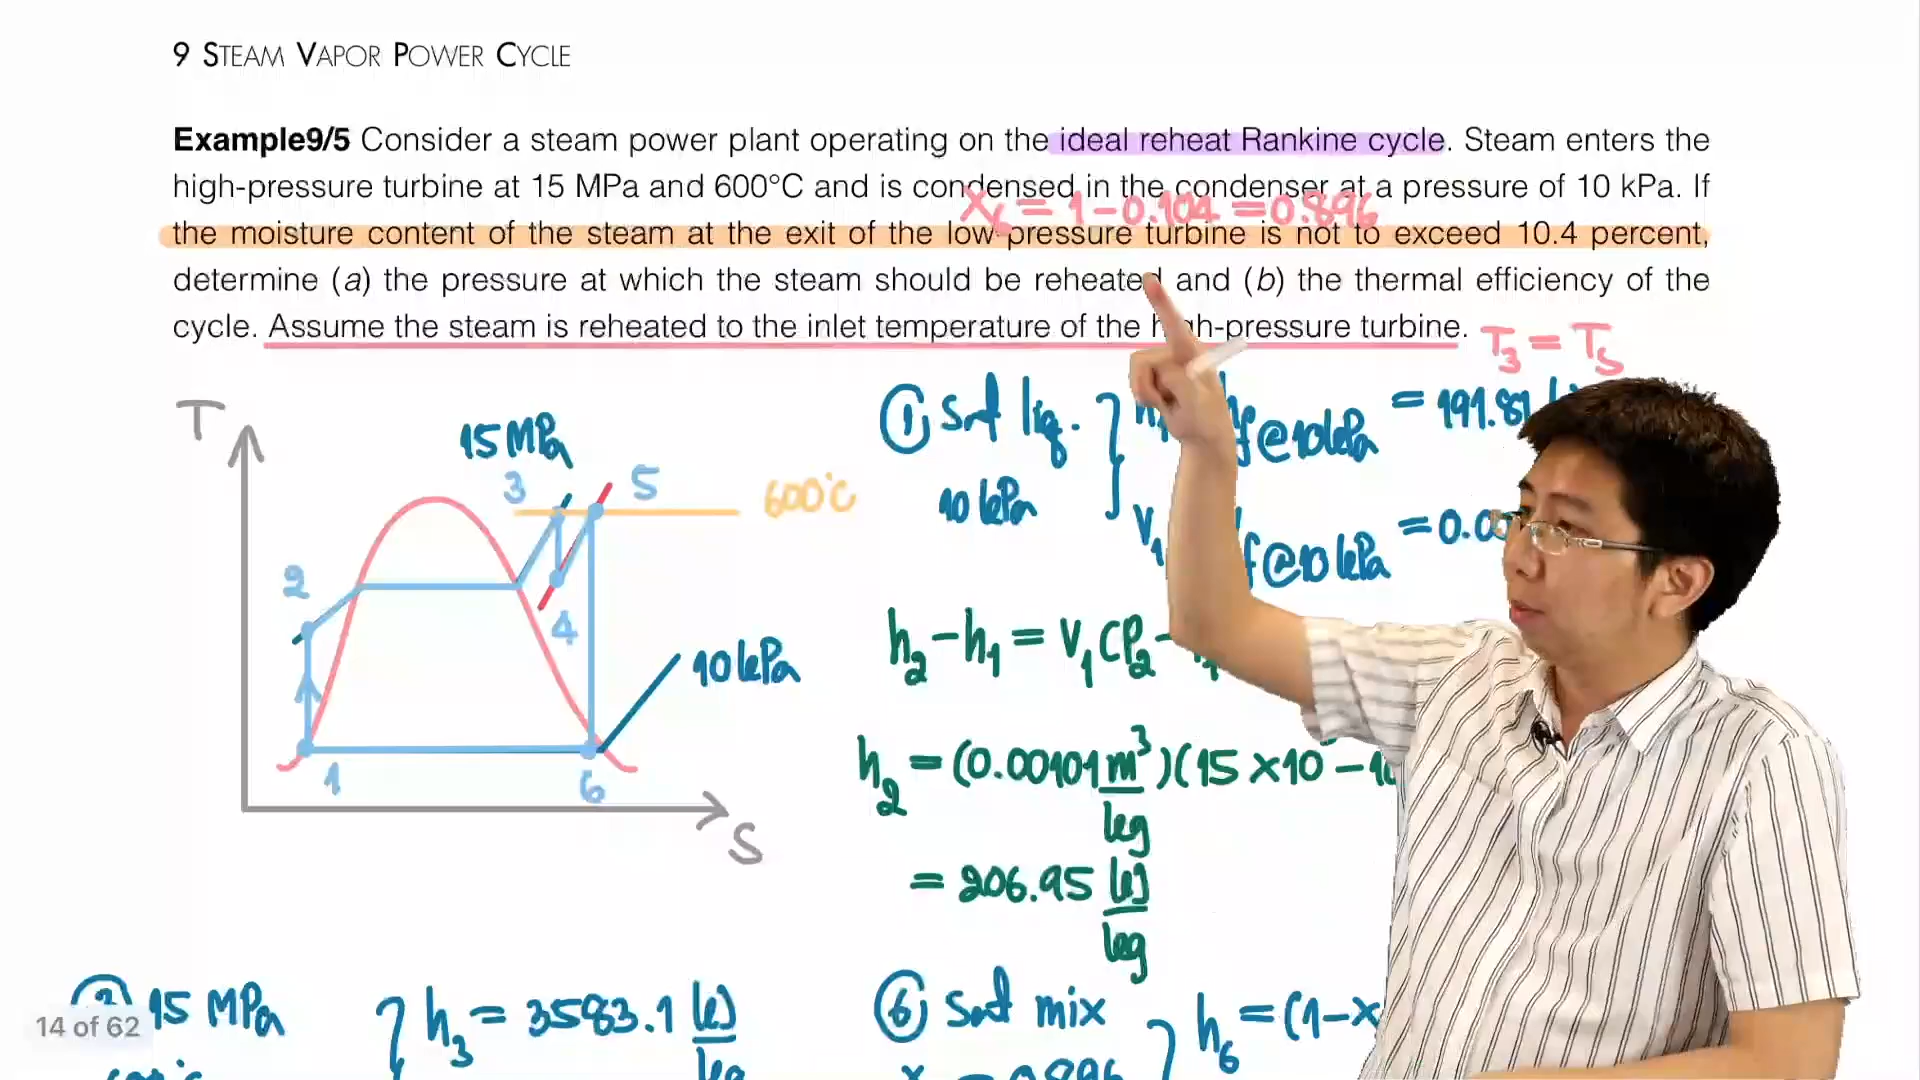 9 STEAM VAPOR POWER CYCLE
Example9/5 Consider a steam power plant operating on the ideal reheat Rankine cycle. Steam enters the
high-pressure turbine at 15 MPa and 600°C and is condensed in the condenser at a pressure of 10 kPa. If
x₆ = 1 - 0.104 = 0.896
the moisture content of the steam at the exit of the low-pressure turbine is not to exceed 10.4 percent,
determine (a) the pressure at which the steam should be reheated and (b) the thermal efficiency of the
cycle. Assume the steam is reheated to the inlet temperature of the high-pressure turbine.
T₃ = T₅
T
15 MPa
3
5
600°C
2
4
10 kPa
1
6
S
① Sat liq.
10 kPa
f@10kPa = 191.81
v₁
f@10 kPa = 0.00
h₂ - h₁ = v₁(P₂ -
h₂ = (0.00101 m³/kg)(15 × 10
= 206.95 kJ/kg
15 MPa
h₃ = 3583.1 kJ/kg
⑥ Sat mix
h₆ = (1-x
14 of 62